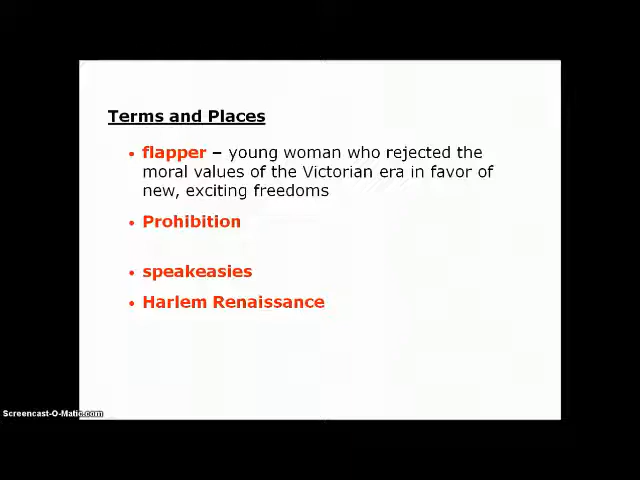 Terms and Places
• flapper – young woman who rejected the
moral values of the Victorian era in favor of
new, exciting freedoms
• Prohibition
• speakeasies
• Harlem Renaissance
Screencast-O-Matic.com